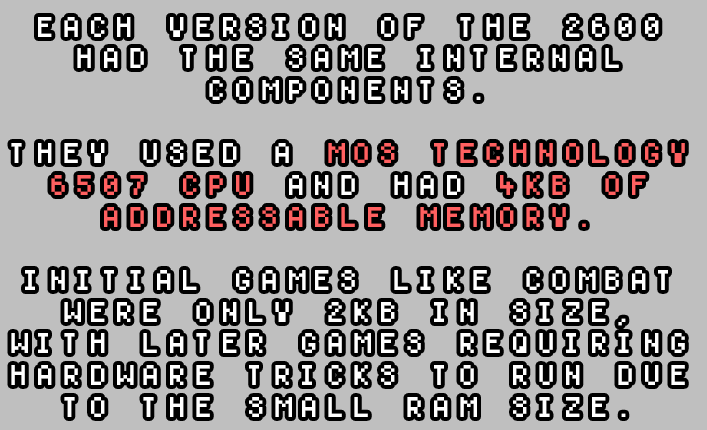 EACH VERSION OF THE 2600
HAD THE SAME INTERNAL
COMPONENTS.
THEY USED A MOS TECHNOLOGY
6507 CPU AND HAD 4KB OF
ADDRESSABLE MEMORY.
INITIAL GAMES LIKE COMBAT
WERE ONLY 2KB IN SIZE,
WITH LATER GAMES REQUIRING
HARDWARE TRICKS TO RUN DUE
TO THE SMALL RAM SIZE.